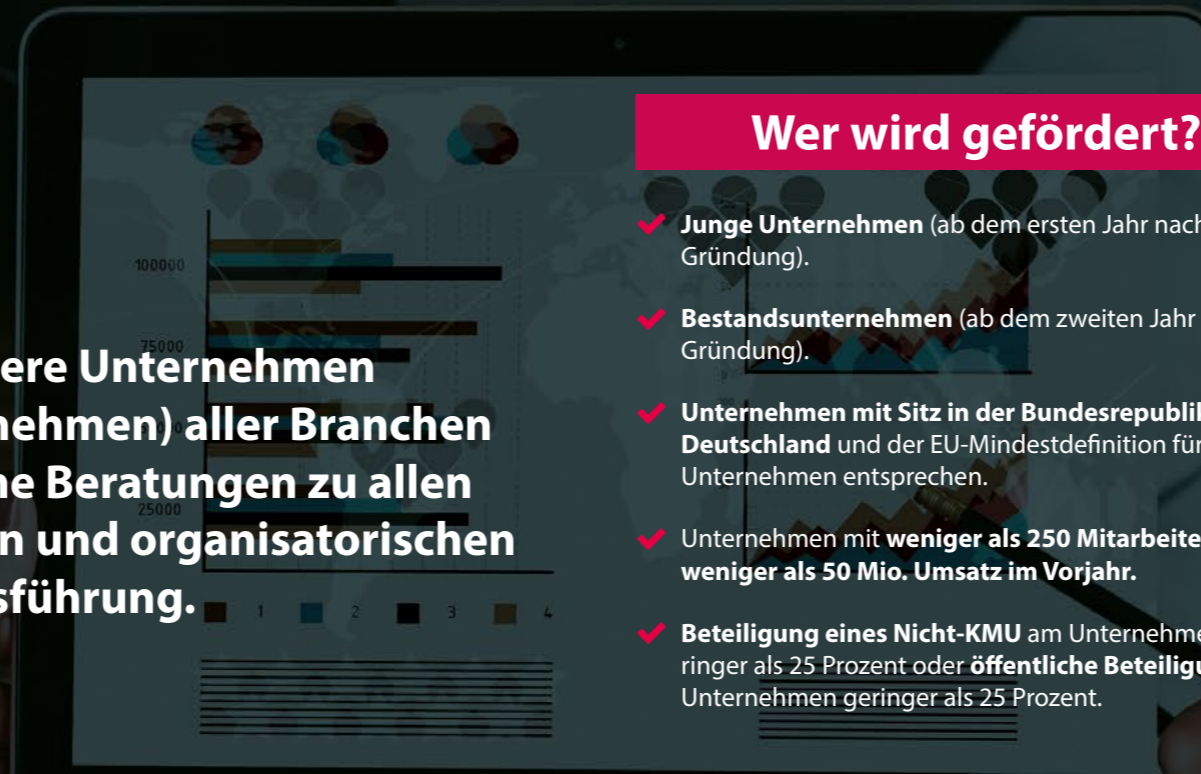 ere Unternehmen
nehmen) aller Branchen
ne Beratungen zu allen
n und organisatorischen
sführung.
100000
75000
25000
1 2 3 4
Wer wird gefördert?
Junge Unternehmen (ab dem ersten Jahr nach
Gründung).
Bestandsunternehmen (ab dem zweiten Jahr
Gründung).
Unternehmen mit Sitz in der Bundesrepublik
Deutschland und der EU-Mindestdefinition für
Unternehmen entsprechen.
Unternehmen mit weniger als 250 Mitarbeite
weniger als 50 Mio. Umsatz im Vorjahr.
Beteiligung eines Nicht-KMU am Unternehme
ringer als 25 Prozent oder öffentliche Beteiligu
Unternehmen geringer als 25 Prozent.